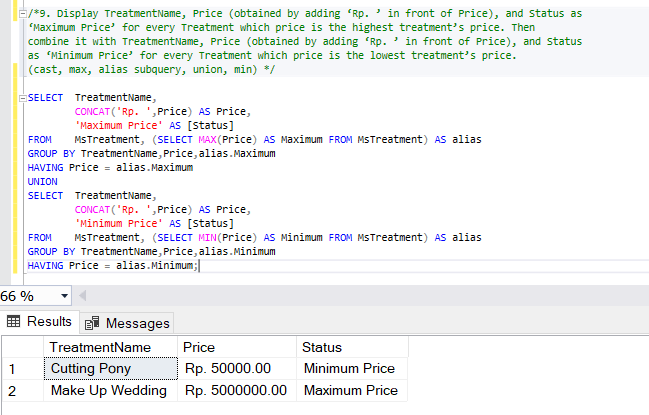 /*9. Display TreatmentName, Price (obtained by adding ‘Rp. ’ in front of Price), and Status as
‘Maximum Price’ for every Treatment which price is the highest treatment’s price. Then
combine it with TreatmentName, Price (obtained by adding ‘Rp. ’ in front of Price), and Status
as ‘Minimum Price’ for every Treatment which price is the lowest treatment’s price.
(cast, max, alias subquery, union, min) */
SELECT TreatmentName,
CONCAT('Rp. ',Price) AS Price,
'Maximum Price' AS [Status]
FROM MsTreatment, (SELECT MAX(Price) AS Maximum FROM MsTreatment) AS alias
GROUP BY TreatmentName,Price,alias.Maximum
HAVING Price = alias.Maximum
UNION
SELECT TreatmentName,
CONCAT('Rp. ',Price) AS Price,
'Minimum Price' AS [Status]
FROM MsTreatment, (SELECT MIN(Price) AS Minimum FROM MsTreatment) AS alias
GROUP BY TreatmentName,Price,alias.Minimum
HAVING Price = alias.Minimum;
66 %
Results Messages
TreatmentName Price Status
1 Cutting Pony Rp. 50000.00 Minimum Price
2 Make Up Wedding Rp. 5000000.00 Maximum Price